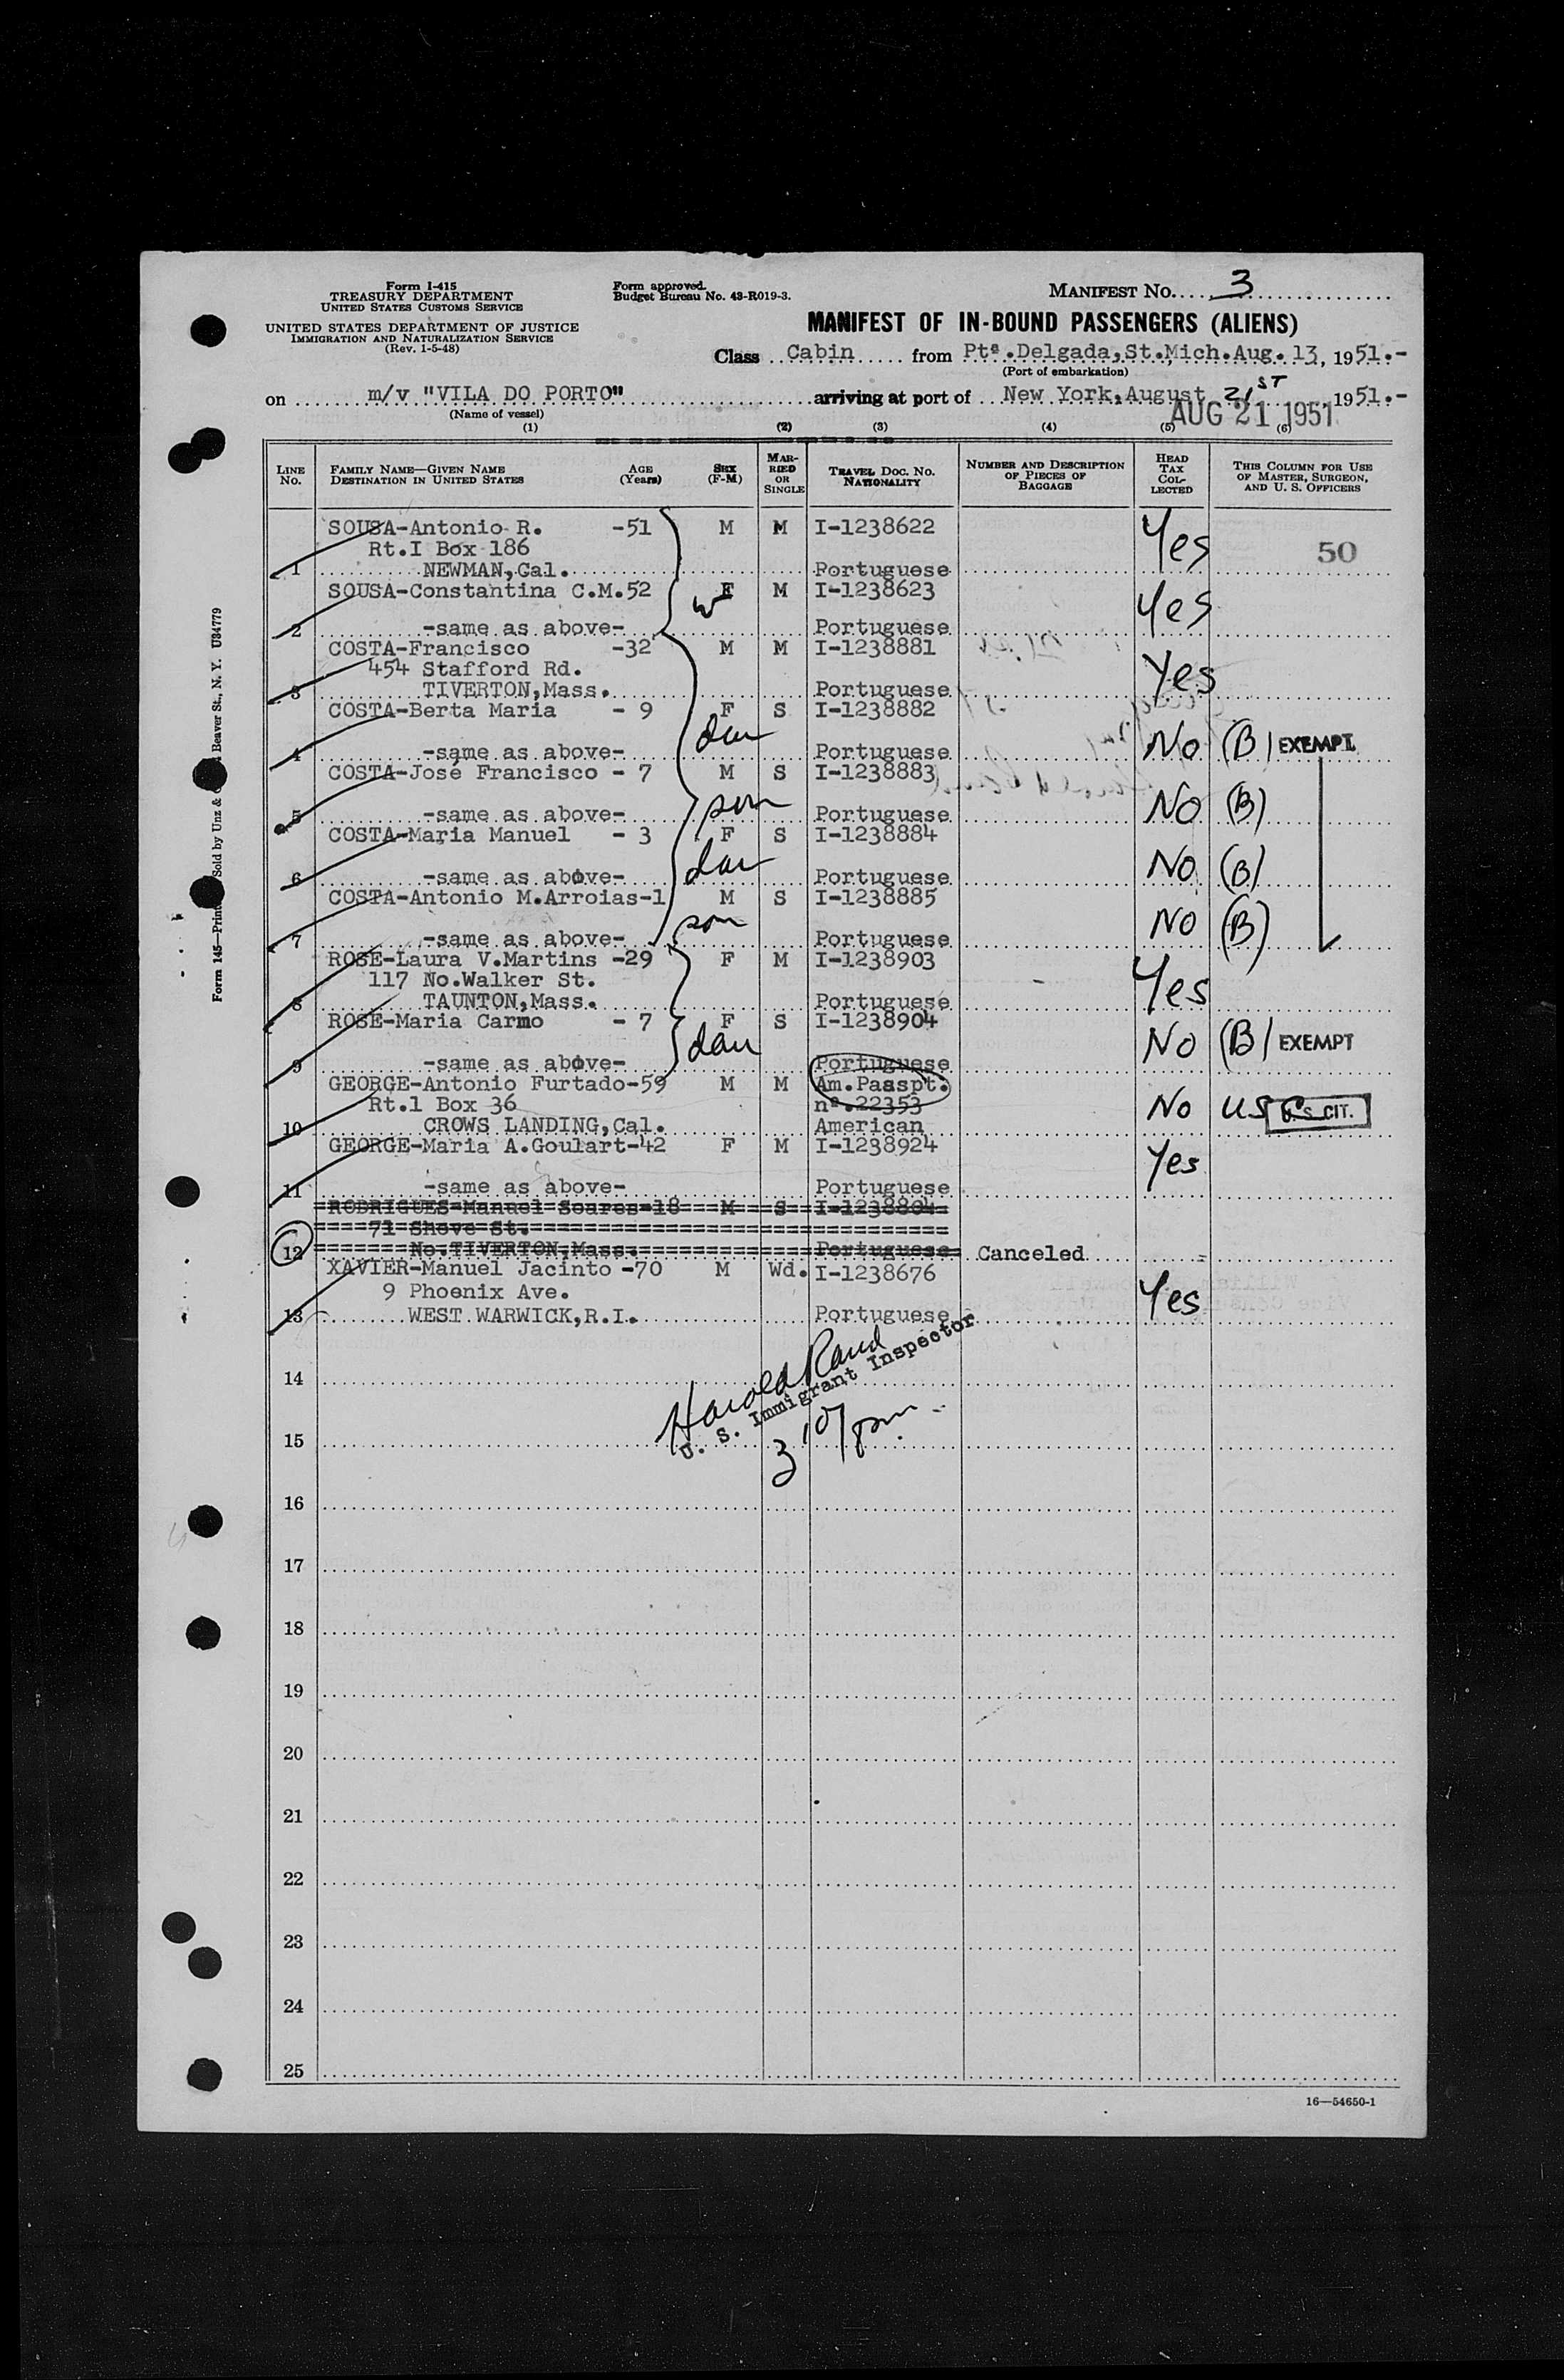 Form I-415
TREASURY DEPARTMENT
UNITED STATES CUSTOMS SERVICE
UNITED STATES DEPARTMENT OF JUSTICE
IMMIGRATION AND NATURALIZATION SERVICE
(Rev. 1-5-48)
Form approved.
Budget Bureau No. 43-R019-3.
MANIFEST NO. 3
MANIFEST OF IN-BOUND PASSENGERS (ALIENS)
Class Cabin from Ptª.Delgada,St.Mich.Aug. 13, 1951.-
(Port of embarkation)
on m/v "VILA DO PORTO" arriving at port of New York,August 21ST 1951.-
(Name of vessel)
AUG 21 1951
(1) (2) (3) (4) (5) (6)
LINE No. FAMILY NAME—GIVEN NAME DESTINATION IN UNITED STATES AGE (Years) SEX (F-M) MARRIED OR SINGLE TRAVEL DOC. NO. NATIONALITY NUMBER AND DESCRIPTION OF PIECES OF BAGGAGE HEAD TAX COLLECTED THIS COLUMN FOR USE OF MASTER, SURGEON, AND U. S. OFFICERS
SOUSA-Antonio R. -51 M M I-1238622 Yes 50
Rt.I Box 186
1 NEWMAN,Cal. Portuguese
SOUSA-Constantina C.M.52 w F M I-1238623 Yes
2 -same as above- Portuguese
COSTA-Francisco -32 M M I-1238881 Yes
454 Stafford Rd.
3 TIVERTON,Mass. Portuguese
COSTA-Berta Maria - 9 F S I-1238882
4 -same as above- dau Portuguese No (B) EXEMPT
COSTA-José Francisco - 7 M S I-1238883
5 -same as above- son Portuguese No (B)
COSTA-Maria Manuel - 3 F S I-1238884
6 -same as above- dau Portuguese No (B)
COSTA-Antonio M.Arroias-1 M S I-1238885
7 -same as above- son Portuguese No (B)
ROSE-Laura V.Martins -29 F M I-1238903 Yes
117 No.Walker St.
8 TAUNTON,Mass. Portuguese
ROSE-Maria Carmo - 7 F S I-1238904
9 -same as above- dau Portuguese No (B) EXEMPT
GEORGE-Antonio Furtado-59 M M Am.Passpt.
Rt.1 Box 36 nº.22353 No USC U.S. CIT.
10 CROWS LANDING,Cal. American
GEORGE-Maria A.Goulart-42 F M I-1238924 Yes
11 -same as above- Portuguese
RODRIGUES-Manuel Soares-18 M S I-1238804
71 Shove St.
12 No.TIVERTON,Mass. Portuguese Canceled
XAVIER-Manuel Jacinto -70 M Wd. I-1238676
9 Phoenix Ave. Yes
13 WEST WARWICK,R.I. Portuguese
Harold Rand
U. S. Immigrant Inspector
3 10/pm
14
15
16
17
18
19
20
21
22
23
24
25
16—54650-1
Form 145—Sold by Unz & Beaver St., N. Y. U34779